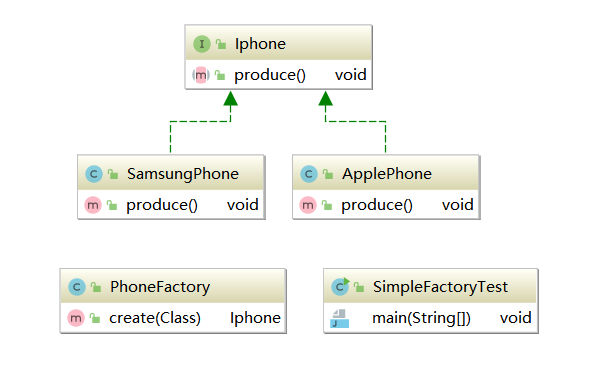 I Iphone
m produce() void
C SamsungPhone
m produce() void
C ApplePhone
m produce() void
C PhoneFactory
m create(Class) Iphone
C SimpleFactoryTest
J main(String[]) void